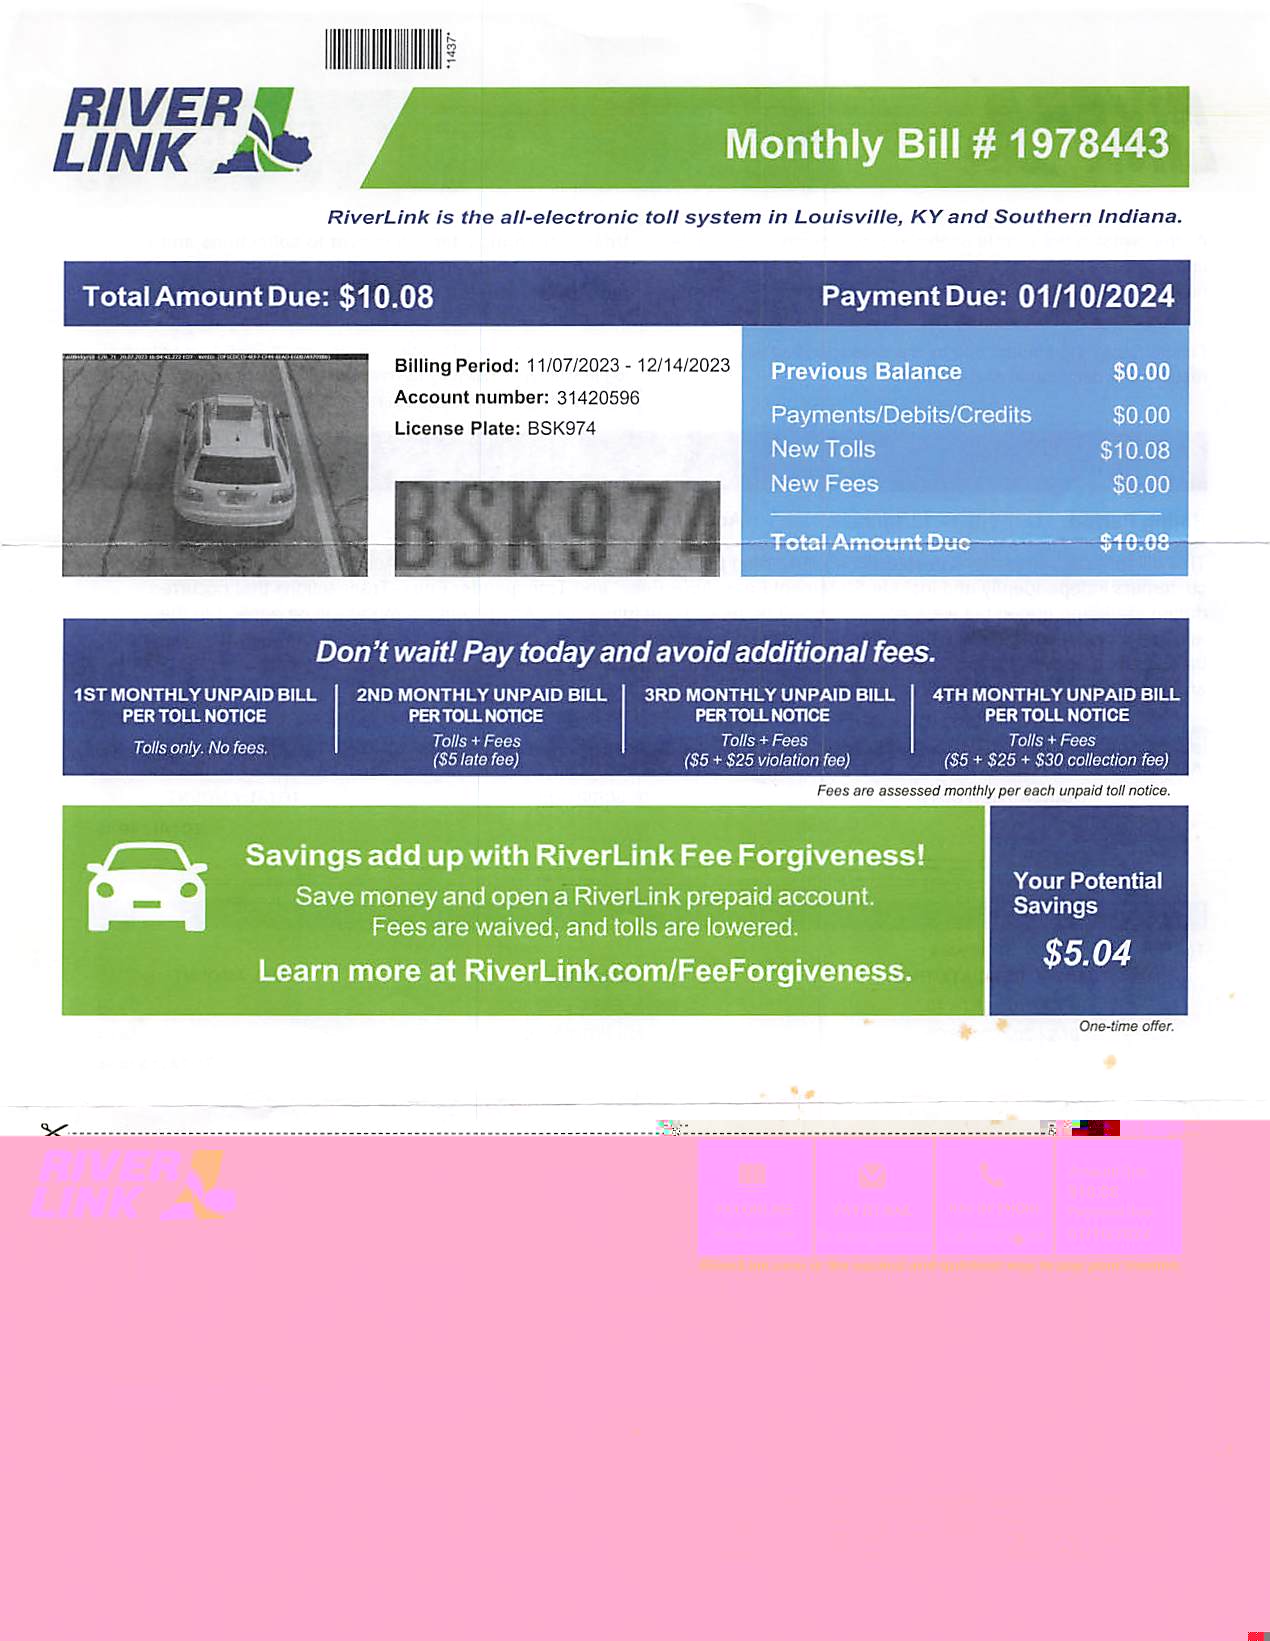 *1437*
RIVER
LINK
Monthly Bill # 1978443
RiverLink is the all-electronic toll system in Louisville, KY and Southern Indiana.
Total Amount Due: $10.08
Payment Due: 01/10/2024
Billing Period: 11/07/2023 - 12/14/2023
Account number: 31420596
License Plate: BSK974
BSK974
Previous Balance $0.00
Payments/Debits/Credits $0.00
New Tolls $10.08
New Fees $0.00
Total Amount Due $10.08
Don't wait! Pay today and avoid additional fees.
1ST MONTHLY UNPAID BILL
PER TOLL NOTICE
Tolls only. No fees.
2ND MONTHLY UNPAID BILL
PER TOLL NOTICE
Tolls + Fees
($5 late fee)
3RD MONTHLY UNPAID BILL
PER TOLL NOTICE
Tolls + Fees
($5 + $25 violation fee)
4TH MONTHLY UNPAID BILL
PER TOLL NOTICE
Tolls + Fees
($5 + $25 + $30 collection fee)
Fees are assessed monthly per each unpaid toll notice.
Savings add up with RiverLink Fee Forgiveness!
Save money and open a RiverLink prepaid account.
Fees are waived, and tolls are lowered.
Learn more at RiverLink.com/FeeForgiveness.
Your Potential
Savings
$5.04
One-time offer.
RIVER
LINK